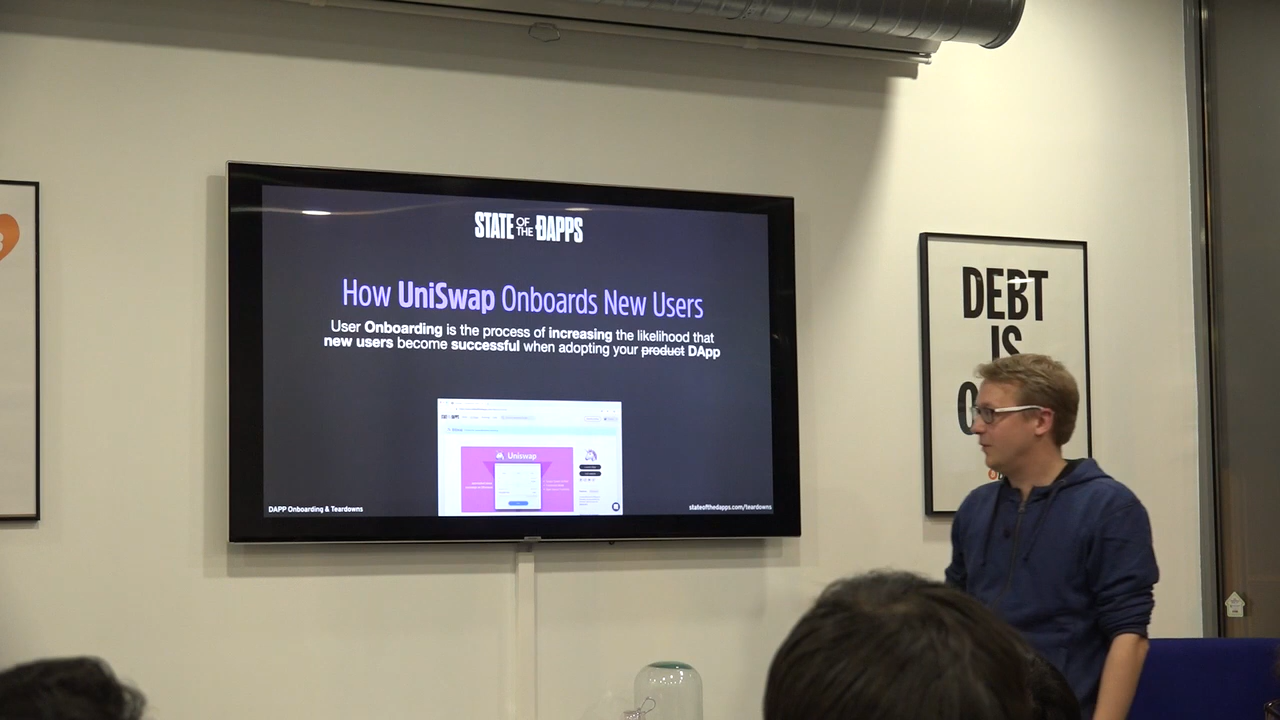 STATE OF THE ĐAPPS
How UniSwap Onboards New Users
User Onboarding is the process of increasing the likelihood that
new users become successful when adopting your product DApp
Uniswap
DAPP Onboarding & Teardowns
stateofthedapps.com/teardowns
DEBT
IS